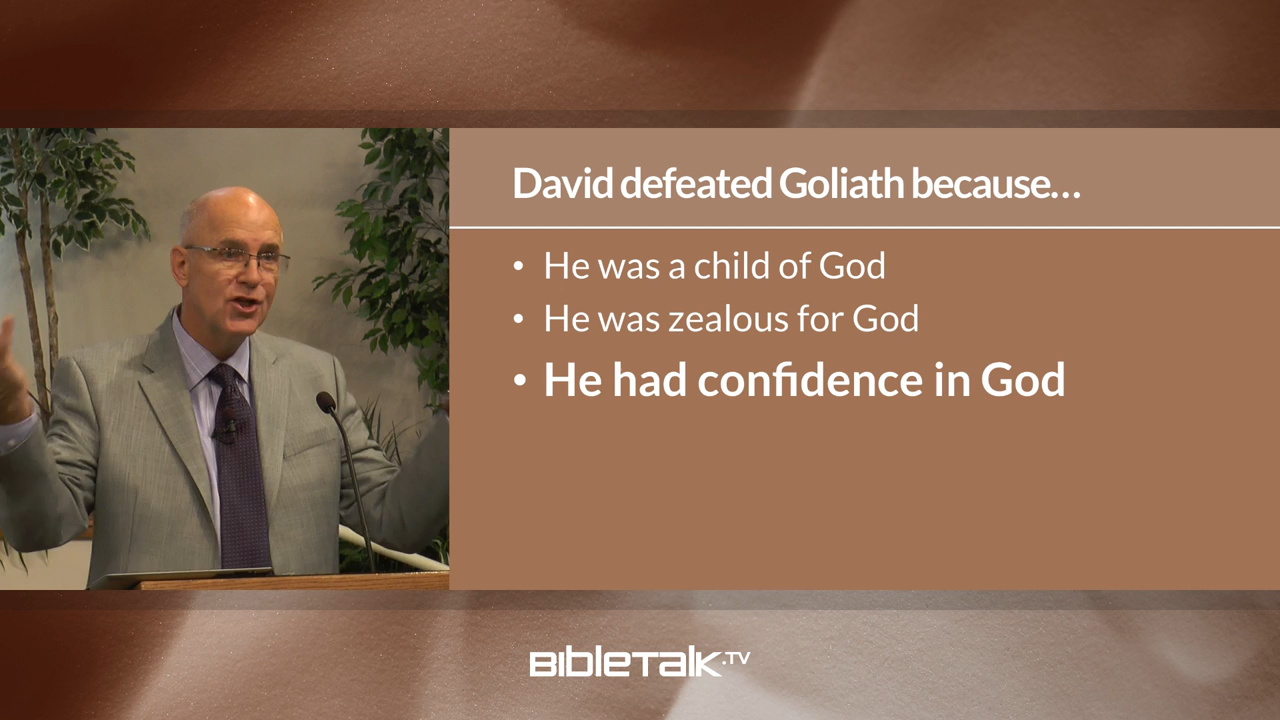 David defeated Goliath because...
• He was a child of God
• He was zealous for God
• He had confidence in God
BibleTalk.TV